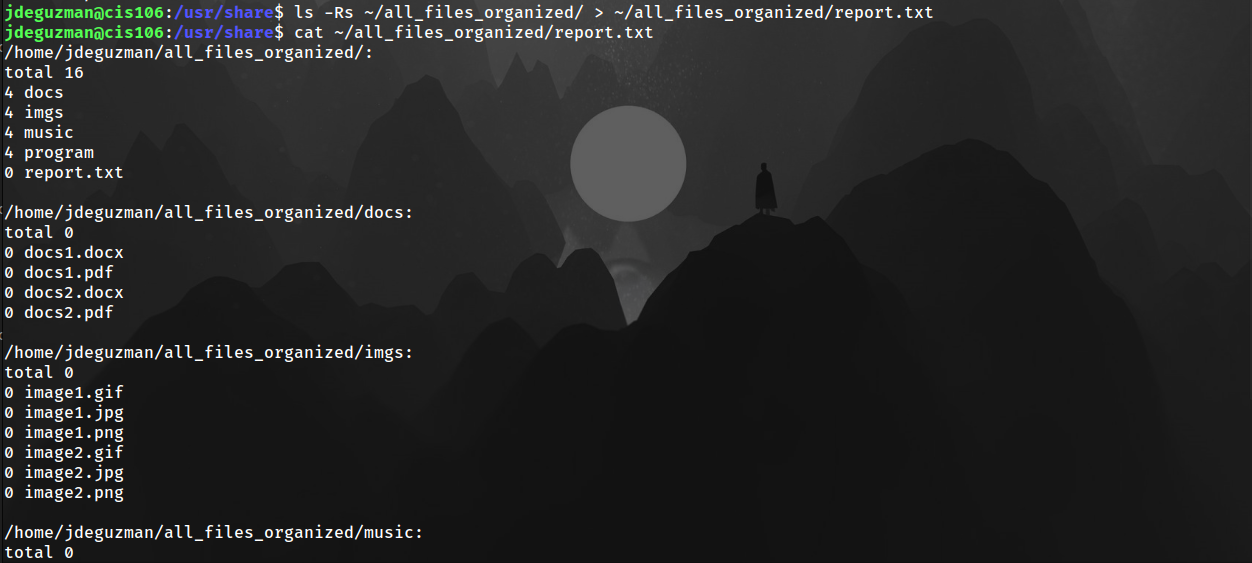 jdeguzman@cis106:/usr/share$ ls -Rs ~/all_files_organized/ > ~/all_files_organized/report.txt
jdeguzman@cis106:/usr/share$ cat ~/all_files_organized/report.txt
/home/jdeguzman/all_files_organized/:
total 16
4 docs
4 imgs
4 music
4 program
0 report.txt

/home/jdeguzman/all_files_organized/docs:
total 0
0 docs1.docx
0 docs1.pdf
0 docs2.docx
0 docs2.pdf

/home/jdeguzman/all_files_organized/imgs:
total 0
0 image1.gif
0 image1.jpg
0 image1.png
0 image2.gif
0 image2.jpg
0 image2.png

/home/jdeguzman/all_files_organized/music:
total 0